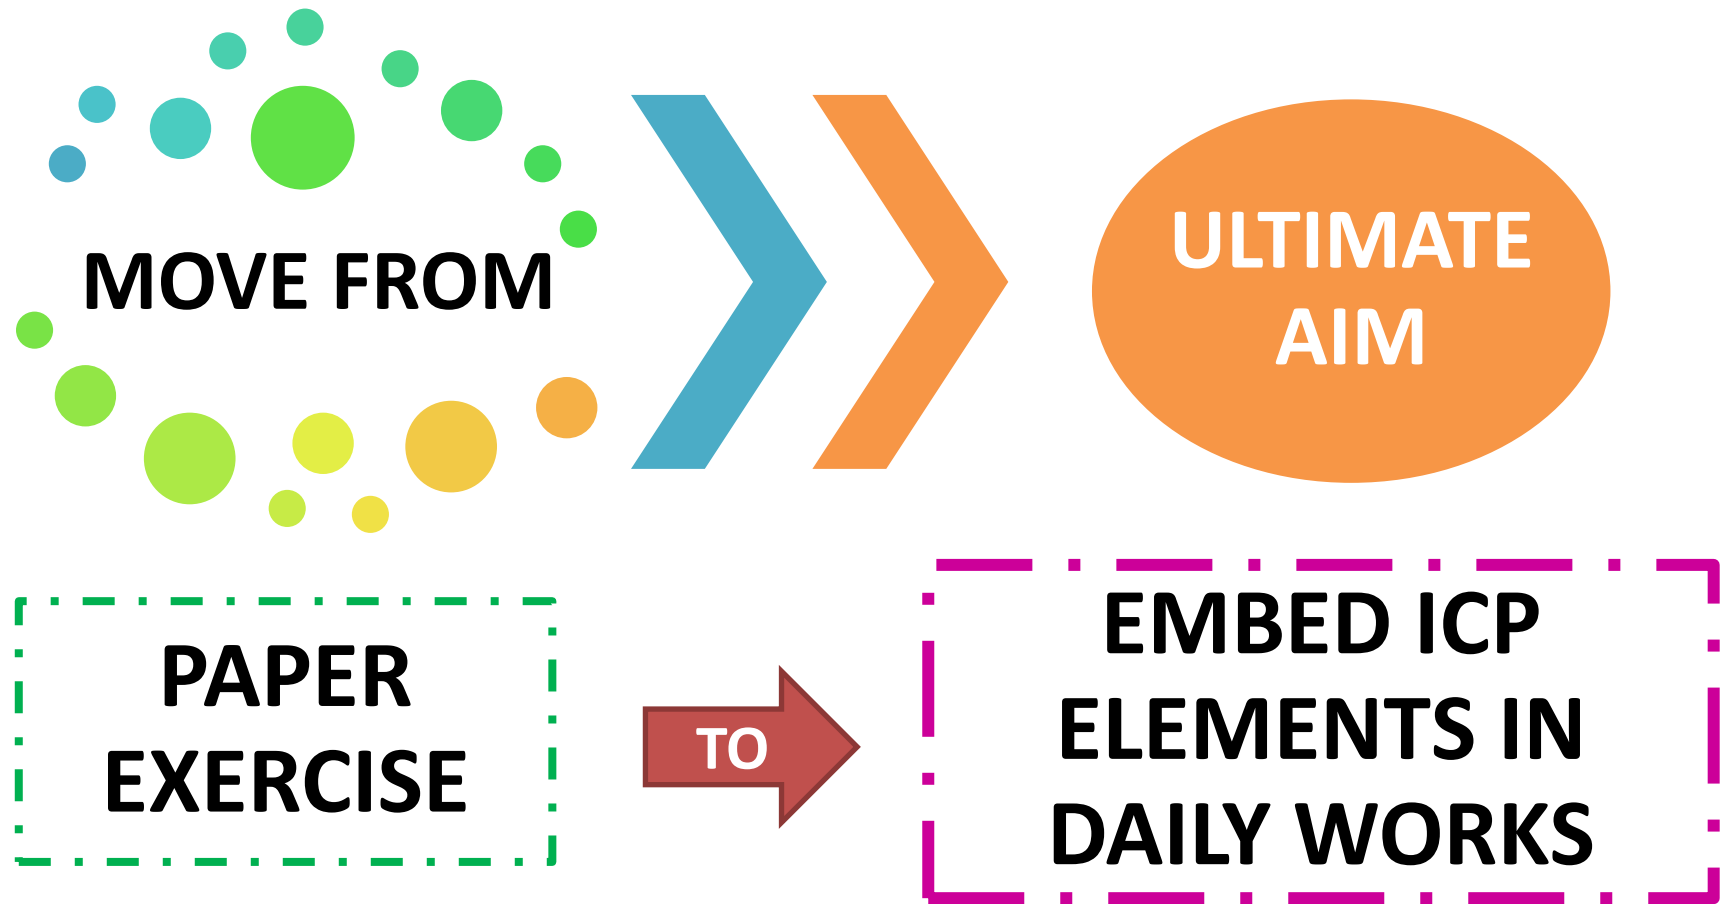 MOVE FROM
ULTIMATE
AIM
PAPER
EXERCISE
TO
EMBED ICP
ELEMENTS IN
DAILY WORKS